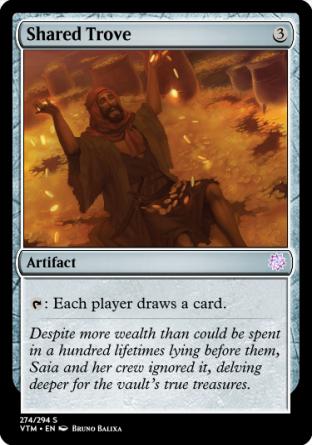 Shared Trove 3
Artifact
: Each player draws a card.
Despite more wealth than could be spent
in a hundred lifetimes lying before them,
Saia and her crew ignored it, delving
deeper for the vault's true treasures.
274/294 S
VTM • EN Bruno Balixa